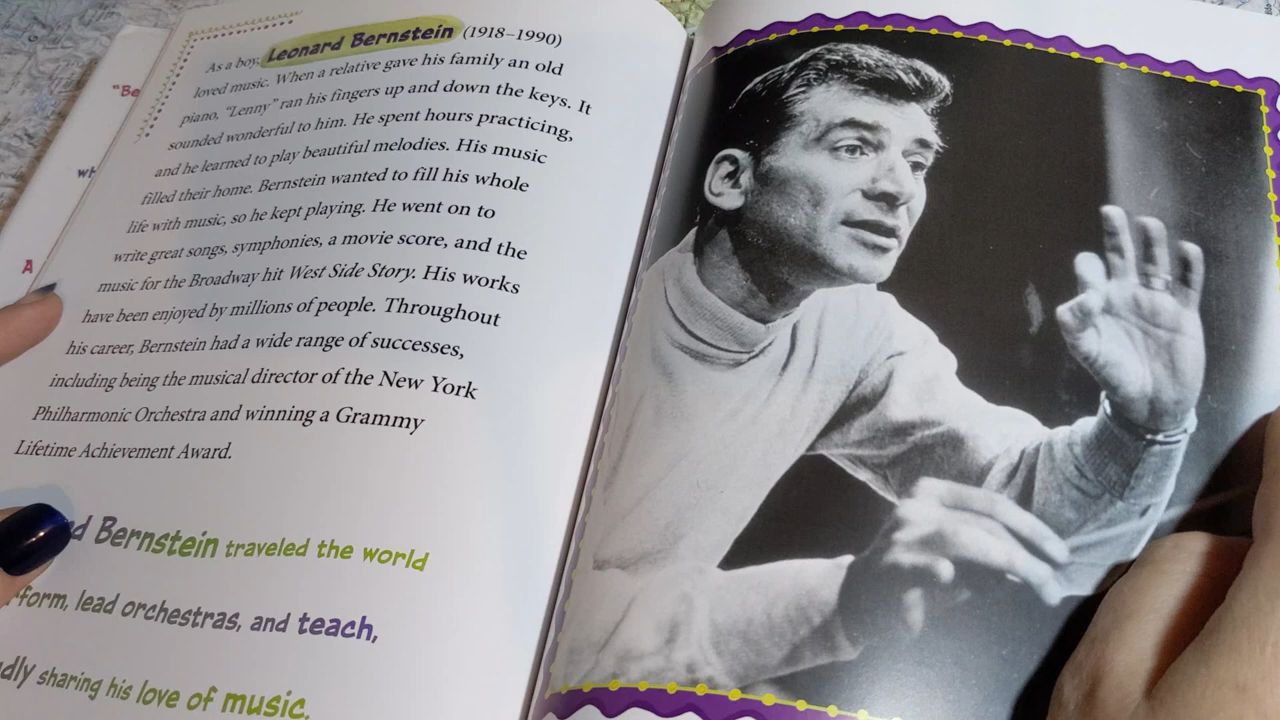 Leonard Bernstein (1918–1990)
As a boy,
loved music. When a relative gave his family an old
piano, “Lenny” ran his fingers up and down the keys. It
sounded wonderful to him. He spent hours practicing,
and he learned to play beautiful melodies. His music
filled their home. Bernstein wanted to fill his whole
life with music, so he kept playing. He went on to
write great songs, symphonies, a movie score, and the
music for the Broadway hit West Side Story. His works
have been enjoyed by millions of people. Throughout
his career, Bernstein had a wide range of successes,
including being the musical director of the New York
Philharmonic Orchestra and winning a Grammy
Lifetime Achievement Award.
Bernstein traveled the world
lead orchestras, and teach,
sharing his love of music.
"Be
wh
A